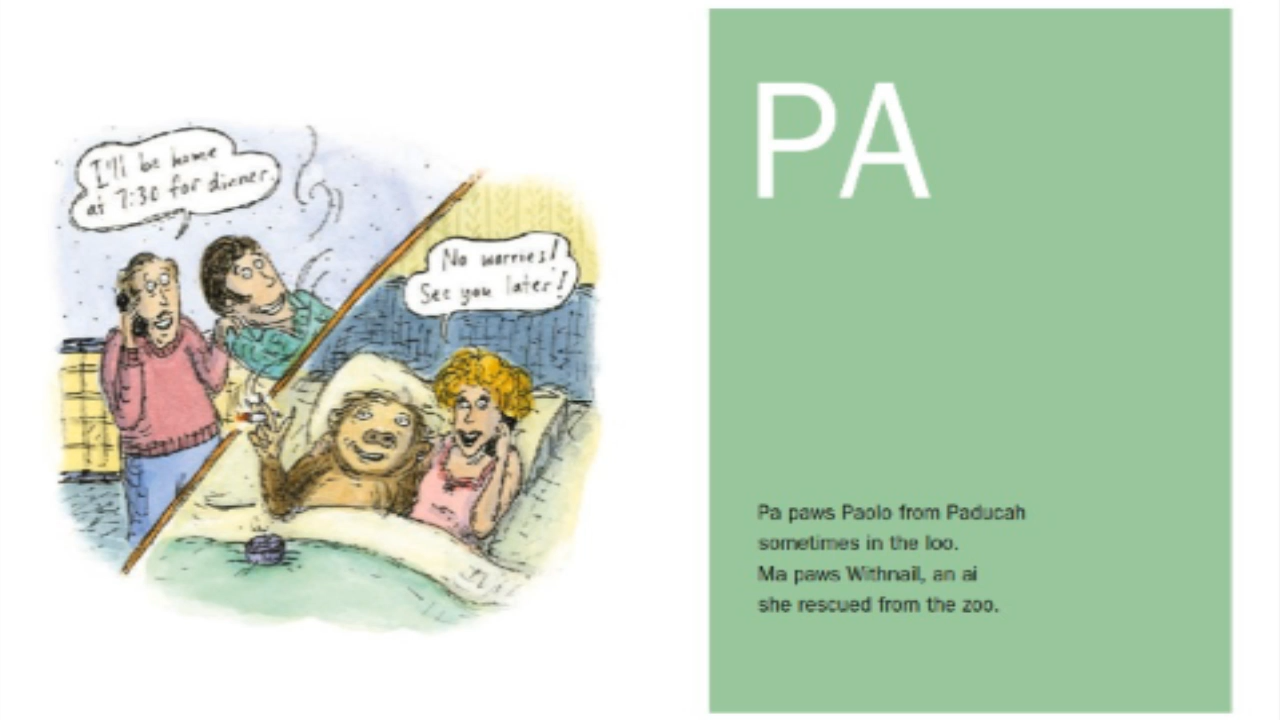 I'll be home
at 7:30 for dinner.
No worries!
See you later!
PA
Pa paws Paolo from Paducah
sometimes in the loo.
Ma paws Withnail, an ai
she rescued from the zoo.